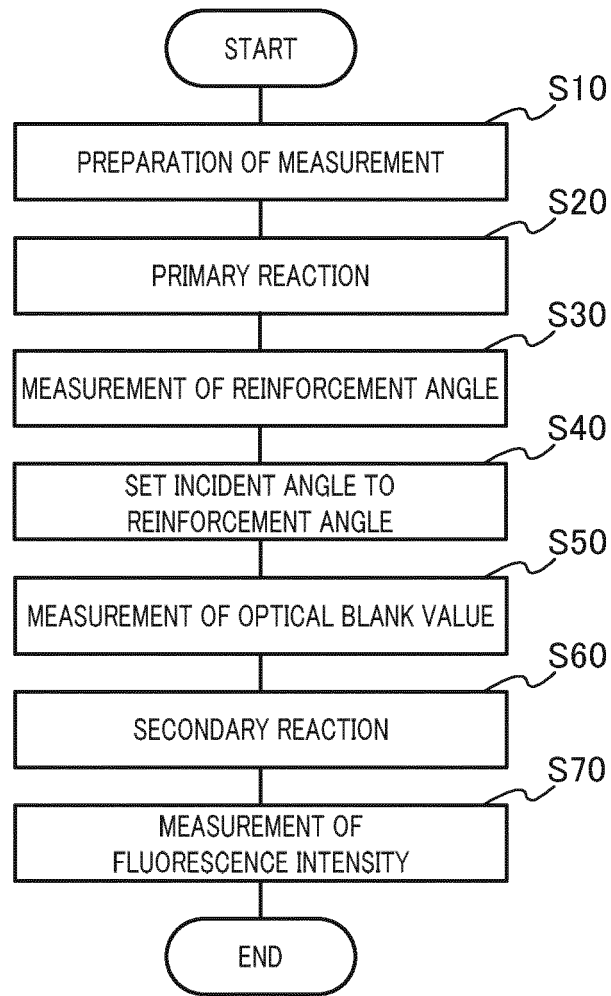 START
S10
PREPARATION OF MEASUREMENT
S20
PRIMARY REACTION
S30
MEASUREMENT OF REINFORCEMENT ANGLE
S40
SET INCIDENT ANGLE TO
REINFORCEMENT ANGLE
S50
MEASUREMENT OF OPTICAL BLANK VALUE
S60
SECONDARY REACTION
S70
MEASUREMENT OF
FLUORESCENCE INTENSITY
END